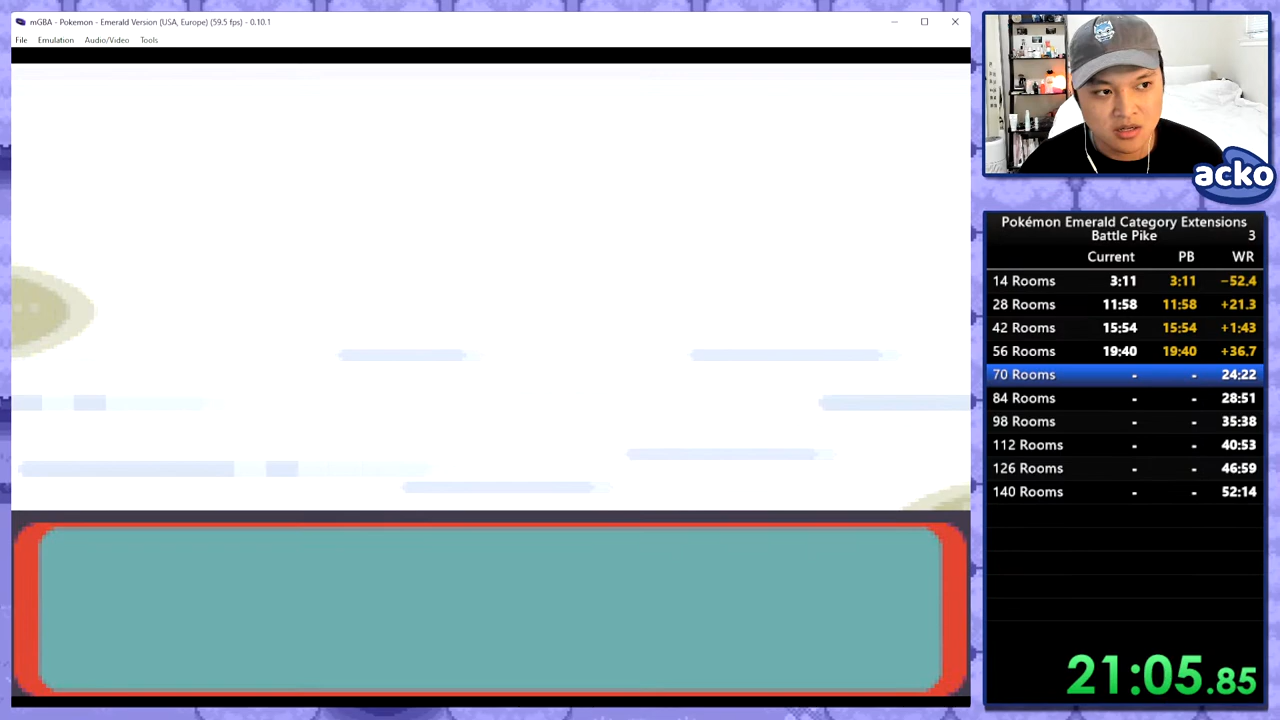 mGBA - Pokemon - Emerald Version (USA, Europe) (59.5 fps) - 0.10.1
File Emulation Audio/Video Tools
acko
Pokémon Emerald Category Extensions
Battle Pike 3
Current PB WR
14 Rooms 3:11 3:11 −52.4
28 Rooms 11:58 11:58 +21.3
42 Rooms 15:54 15:54 +1:43
56 Rooms 19:40 19:40 +36.7
70 Rooms - - 24:22
84 Rooms - - 28:51
98 Rooms - - 35:38
112 Rooms - - 40:53
126 Rooms - - 46:59
140 Rooms - - 52:14
21:05.85